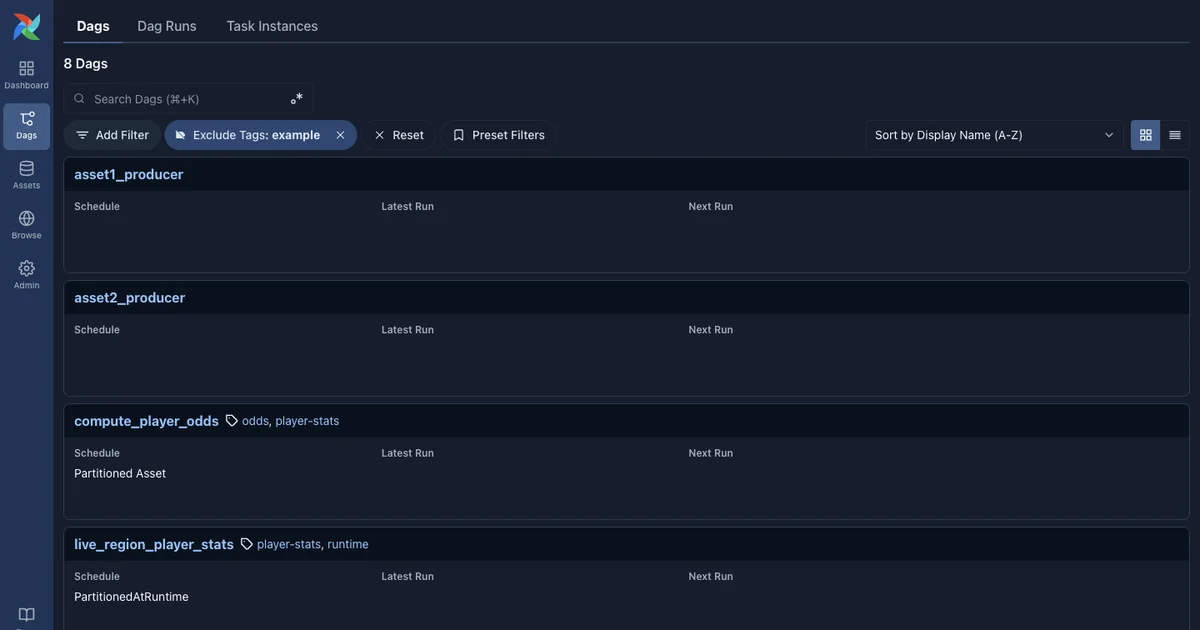 Dags Dag Runs Task Instances
8 Dags
Search Dags (⌘+K) .*
Add Filter Exclude Tags: example Reset Preset Filters Sort by Display Name (A-Z)
Dashboard
Dags
Assets
Browse
Admin
asset1_producer
Schedule Latest Run Next Run
asset2_producer
Schedule Latest Run Next Run
compute_player_odds odds, player-stats
Schedule Latest Run Next Run
Partitioned Asset
live_region_player_stats player-stats, runtime
Schedule Latest Run Next Run
PartitionedAtRuntime